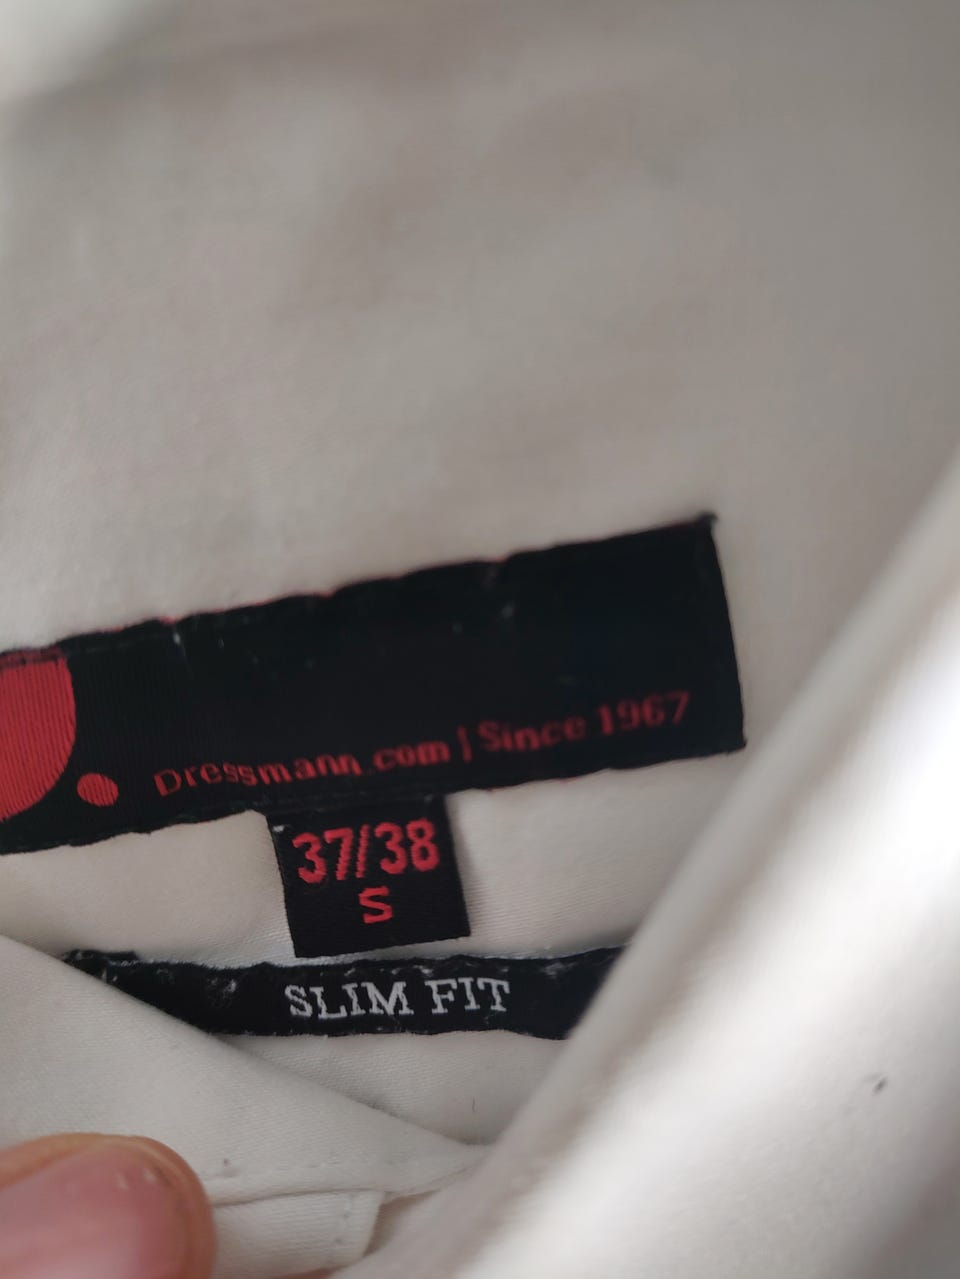 Dressmann.com | Since 1967
37/38
S
SLIM FIT